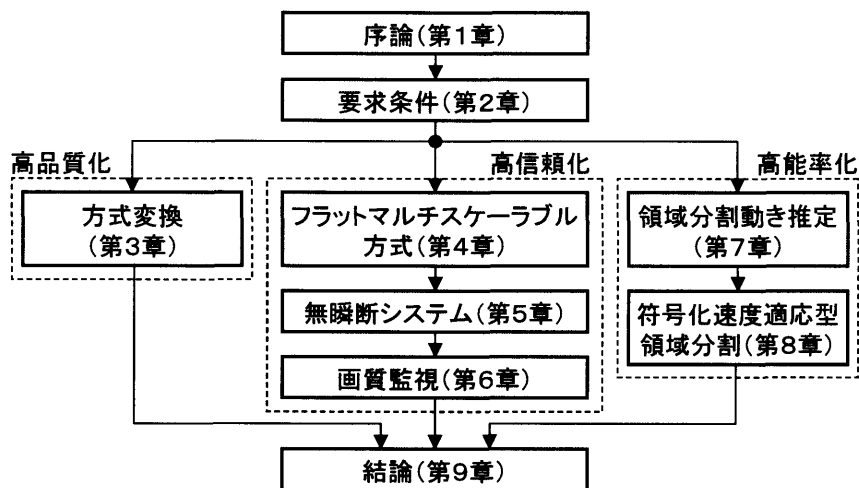 序論(第1章)
要求条件(第2章)
高品質化
方式変換
(第3章)
高信頼化
フラットマルチスケーラブル
方式(第4章)
無瞬断システム(第5章)
画質監視(第6章)
高能率化
領域分割動き推定
(第7章)
符号化速度適応型
領域分割(第8章)
結論(第9章)